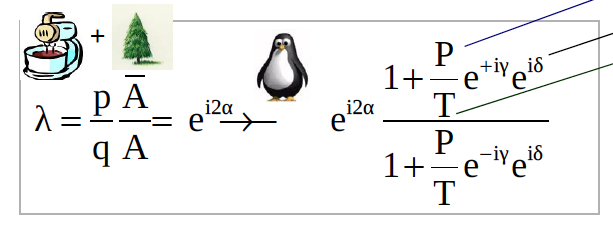 +
λ = p/q Ā/A = e^{i2α} → e^{i2α} (1+ P/T e^{+iγ} e^{iδ}) / (1+ P/T e^{−iγ} e^{iδ})